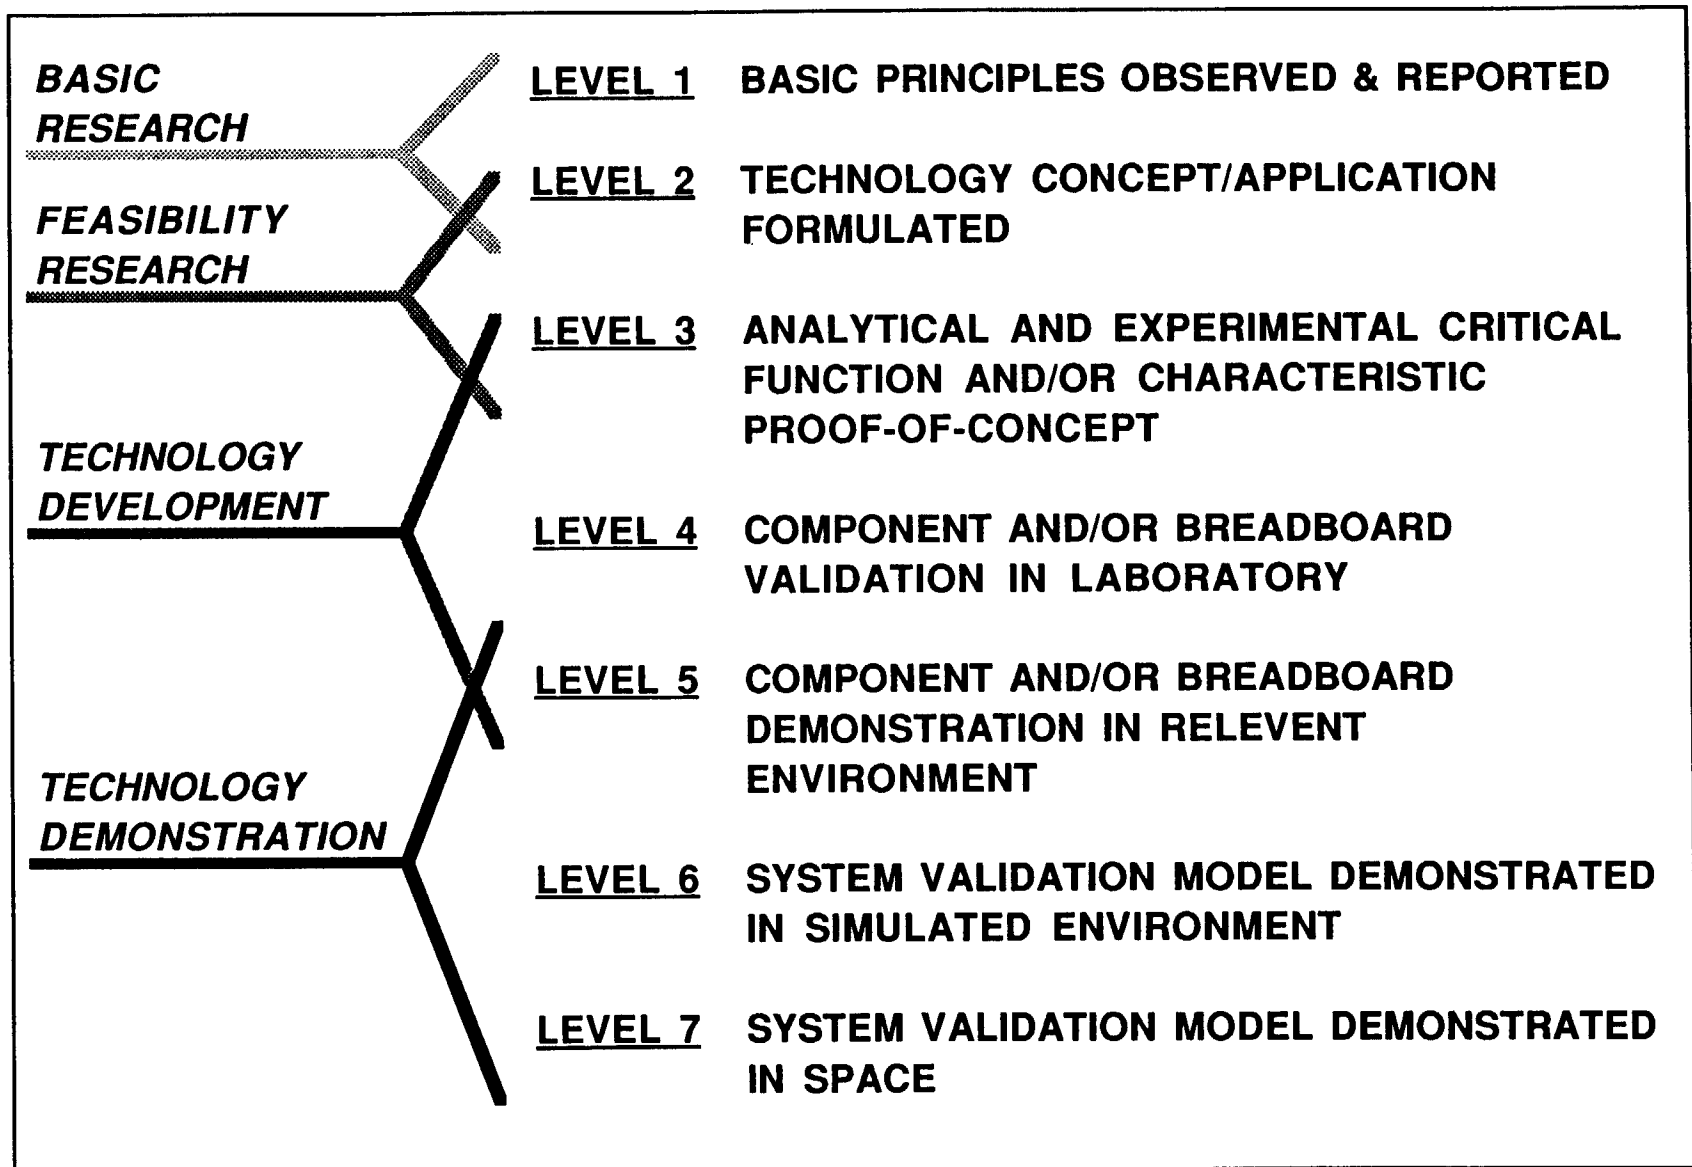 BASIC
RESEARCH
FEASIBILITY
RESEARCH
TECHNOLOGY
DEVELOPMENT
TECHNOLOGY
DEMONSTRATION
LEVEL 1 BASIC PRINCIPLES OBSERVED & REPORTED
LEVEL 2 TECHNOLOGY CONCEPT/APPLICATION
FORMULATED
LEVEL 3 ANALYTICAL AND EXPERIMENTAL CRITICAL
FUNCTION AND/OR CHARACTERISTIC
PROOF-OF-CONCEPT
LEVEL 4 COMPONENT AND/OR BREADBOARD
VALIDATION IN LABORATORY
LEVEL 5 COMPONENT AND/OR BREADBOARD
DEMONSTRATION IN RELEVENT
ENVIRONMENT
LEVEL 6 SYSTEM VALIDATION MODEL DEMONSTRATED
IN SIMULATED ENVIRONMENT
LEVEL 7 SYSTEM VALIDATION MODEL DEMONSTRATED
IN SPACE